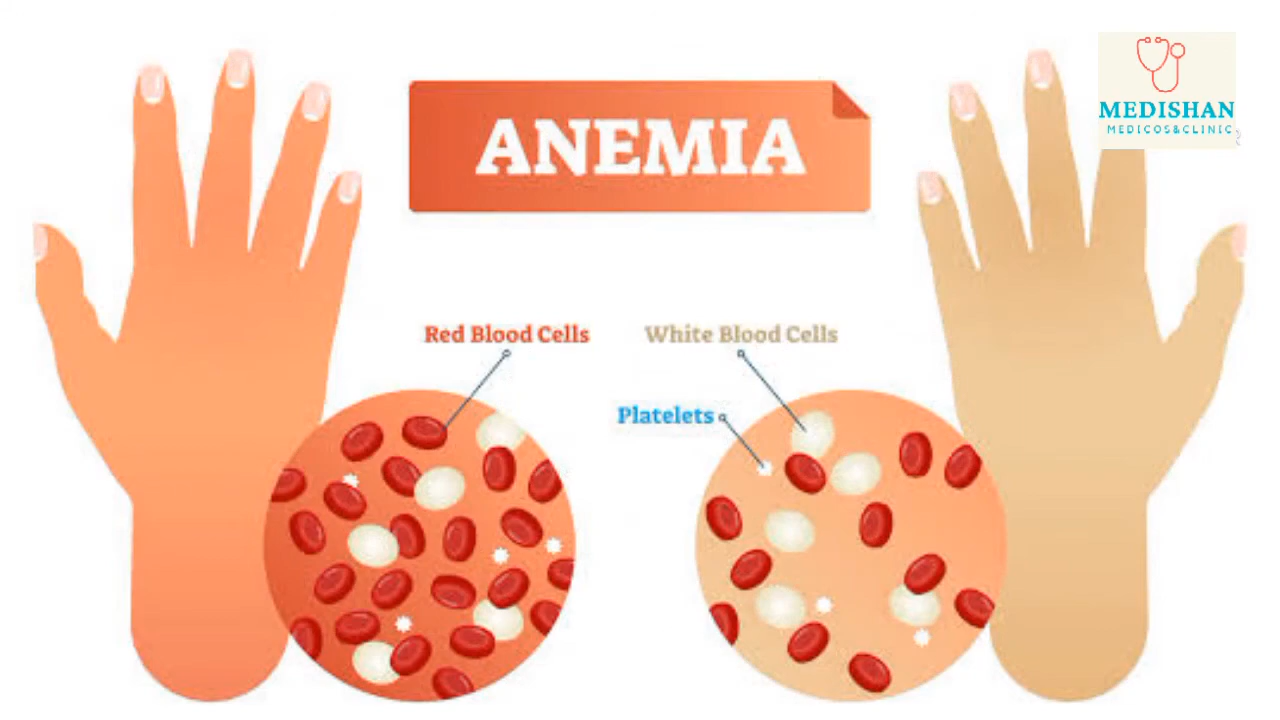 ANEMIA
MEDISHAN
MEDICOS&CLINIC
Red Blood Cells
White Blood Cells
Platelets